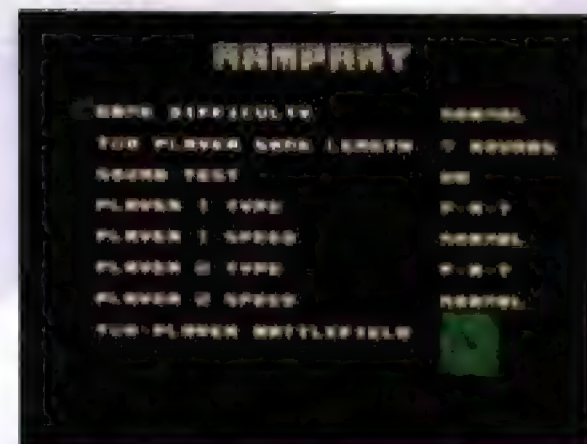 RAMPART
GAME DIFFICULTY NORMAL
TWO PLAYER GAME LENGTH ROUNDS
SOUND TEST
PLAYER 1 TYPE
PLAYER 1 SPEED NORMAL
PLAYER 2 TYPE
PLAYER 2 SPEED NORMAL
TWO-PLAYER BATTLEFIELD